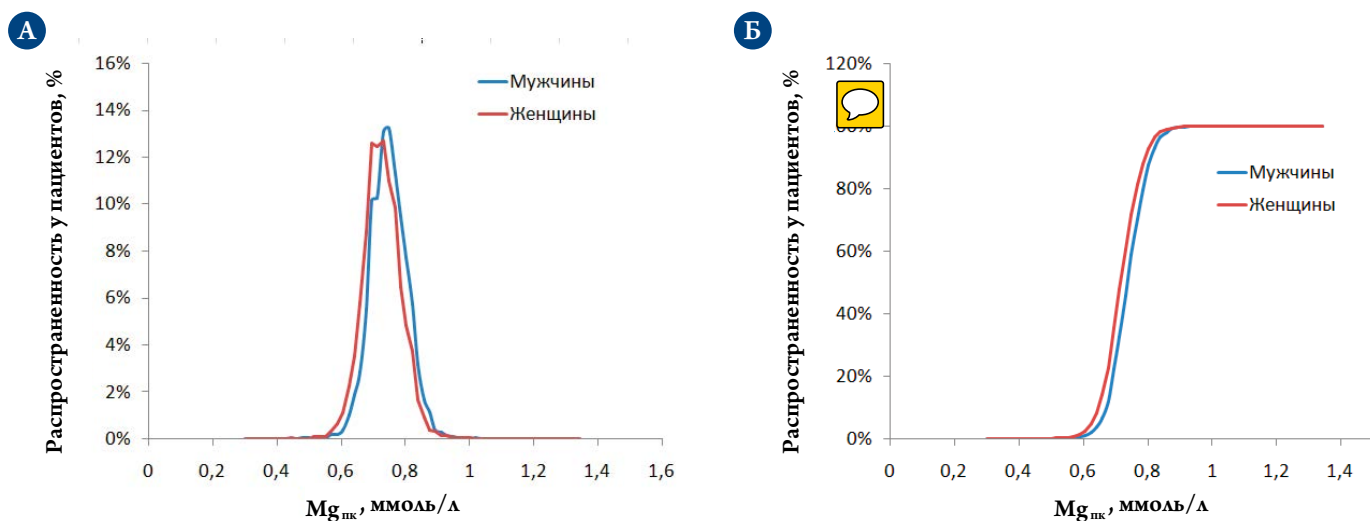 А
Распространенность у пациентов, %
16%
14%
12%
10%
8%
6%
4%
2%
0%
Мужчины
Женщины
0 0,2 0,4 0,6 0,8 1 1,2 1,4 1,6
Mgпк, ммоль/л
Б
Распространенность у пациентов, %
120%
80%
60%
40%
20%
0%
Мужчины
Женщины
0 0,2 0,4 0,6 0,8 1 1,2 1,4
Mgпк, ммоль/л